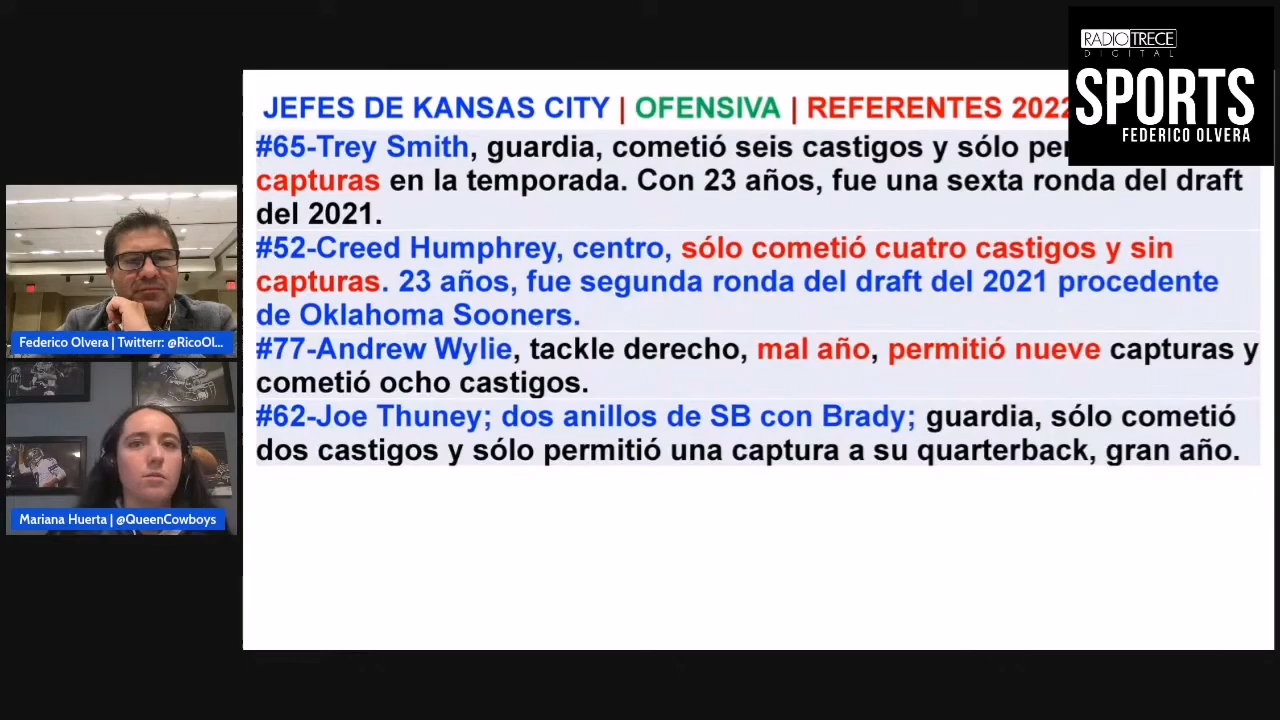 RADIO TRECE
DIGITAL
SPORTS
FEDERICO OLVERA
JEFES DE KANSAS CITY | OFENSIVA | REFERENTES 2022
#65-Trey Smith, guardia, cometió seis castigos y sólo
capturas en la temporada. Con 23 años, fue una sexta ronda del draft
del 2021.
#52-Creed Humphrey, centro, sólo cometió cuatro castigos y sin
capturas. 23 años, fue segunda ronda del draft del 2021 procedente
de Oklahoma Sooners.
#77-Andrew Wylie, tackle derecho, mal año, permitió nueve capturas y
cometió ocho castigos.
#62-Joe Thuney; dos anillos de SB con Brady; guardia, sólo cometió
dos castigos y sólo permitió una captura a su quarterback, gran año.
Federico Olvera | Twitterr: @RicoOl...
Mariana Huerta | @QueenCowboys